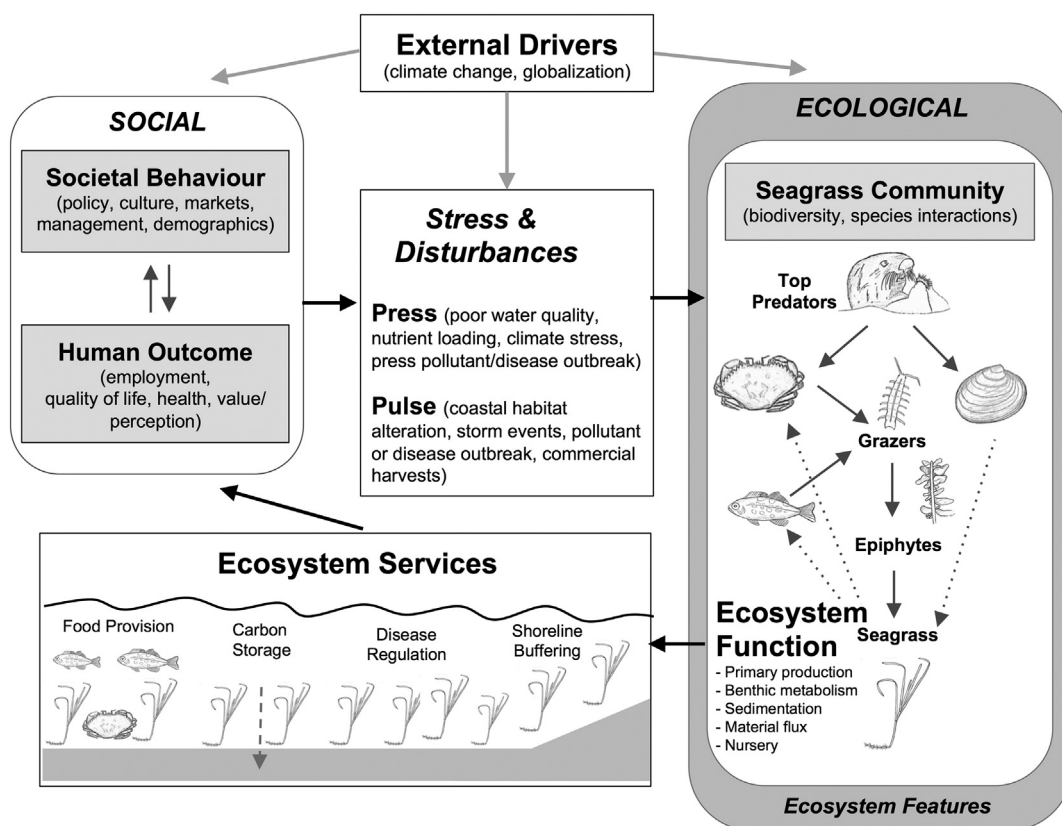 External Drivers
(climate change, globalization)
SOCIAL
Societal Behaviour
(policy, culture, markets,
management, demographics)
Human Outcome
(employment,
quality of life, health, value/
perception)
Stress &
Disturbances
Press (poor water quality,
nutrient loading, climate stress,
press pollutant/disease outbreak)
Pulse (coastal habitat
alteration, storm events, pollutant
or disease outbreak, commercial
harvests)
ECOLOGICAL
Seagrass Community
(biodiversity, species interactions)
Top
Predators
Grazers
Epiphytes
Seagrass
Ecosystem
Function
- Primary production
- Benthic metabolism
- Sedimentation
- Material flux
- Nursery
Ecosystem Features
Ecosystem Services
Food Provision
Carbon
Storage
Disease
Regulation
Shoreline
Buffering